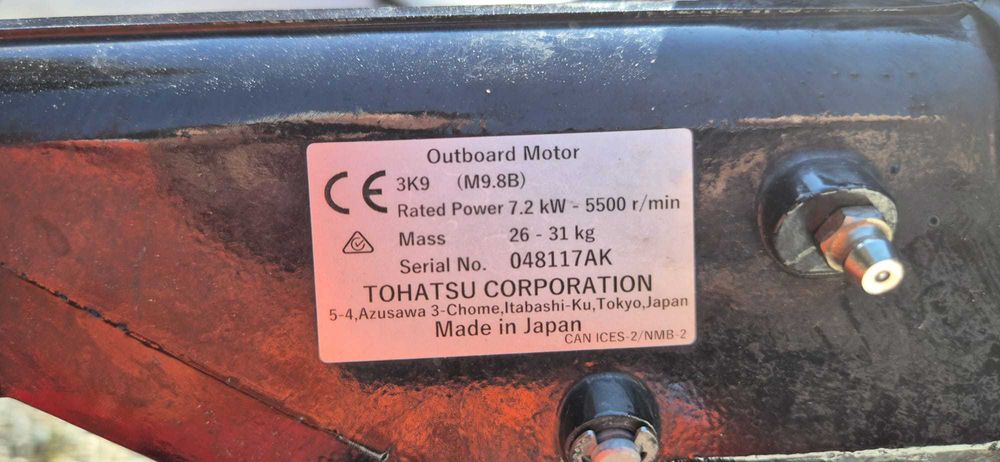 Outboard Motor
CE 3K9 (M9.8B)
Rated Power 7.2 kW - 5500 r/min
Mass 26 - 31 kg
Serial No. 048117AK
TOHATSU CORPORATION
5-4,Azusawa 3-Chome,Itabashi-Ku,Tokyo,Japan
Made in Japan
CAN ICES-2/NMB-2